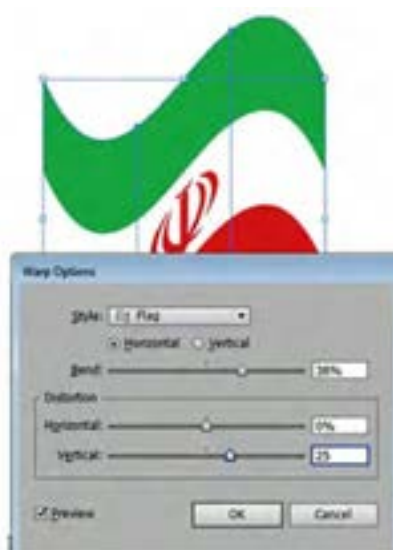 Warp Options
Style: Flag
Horizontal Vertical
Bend: 38%
Distortion
Horizontal: 0%
Vertical: 25
Preview OK Cancel